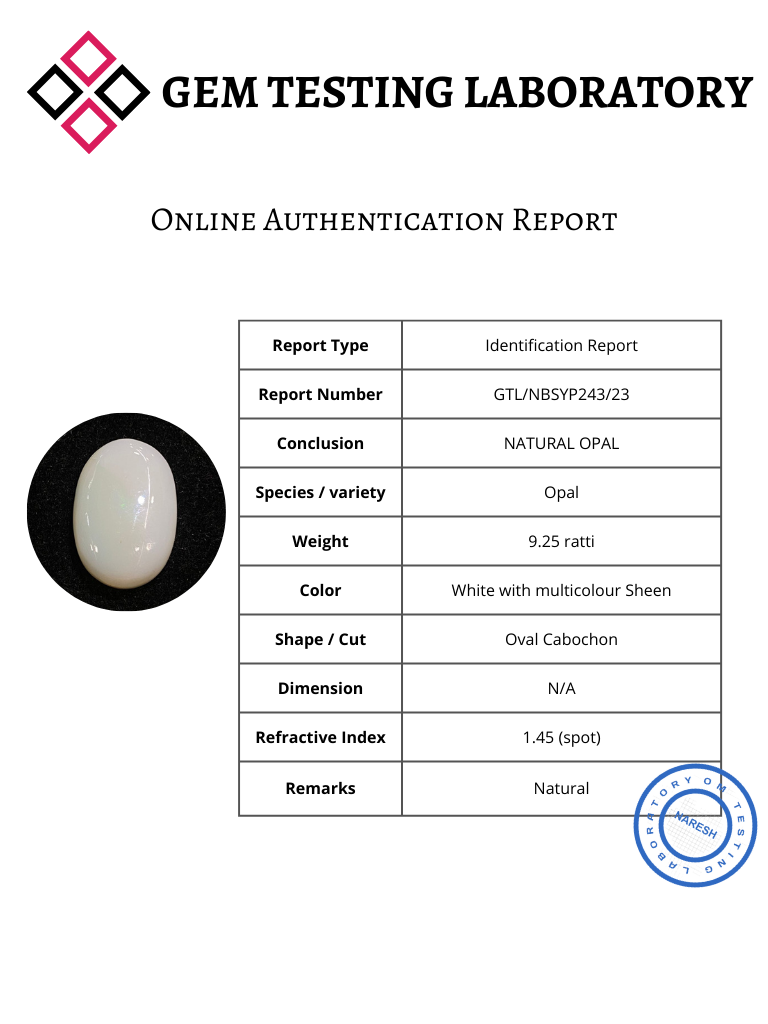 GEM TESTING LABORATORY
Online Authentication Report
Report Type Identification Report
Report Number GTL/NBSYP243/23
Conclusion NATURAL OPAL
Species / variety Opal
Weight 9.25 ratti
Color White with multicolour Sheen
Shape / Cut Oval Cabochon
Dimension N/A
Refractive Index 1.45 (spot)
Remarks Natural
OM TESTING LABORATORY
NARESH